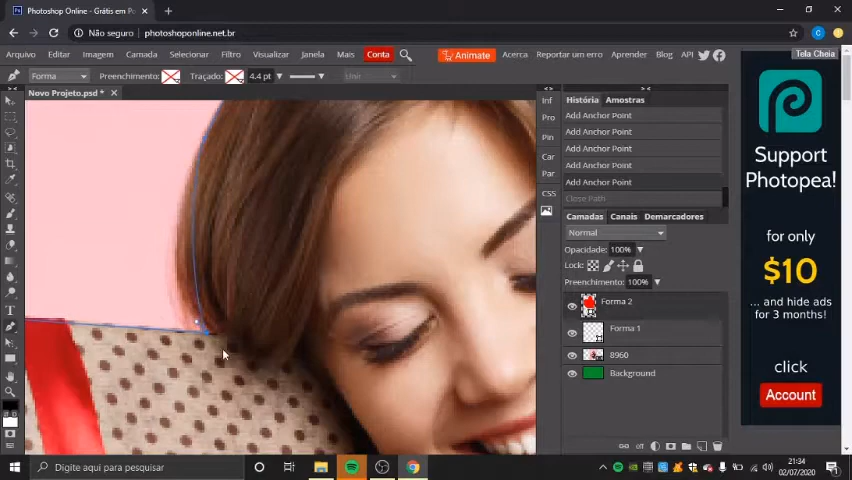 Photoshop Online - Grátis em Po
Não seguro | photoshoponline.net.br
Arquivo Editar Imagem Camada Selecionar Filtro Visualizar Janela Mais Conta Animate Acerca Reportar um erro Aprender Blog API
Tela Cheia
Forma Preenchimento: Traçado: 4.4 pt Unir
Novo Projeto.psd *
Inf
Pro
Pin
Car
Par
CSS
História Amostras
Add Anchor Point
Add Anchor Point
Add Anchor Point
Add Anchor Point
Add Anchor Point
Close Path
Camadas Canais Demarcadores
Normal
Opacidade: 100%
Lock:
Preenchimento: 100%
Forma 2
Forma 1
8960
Background
Support
Photopea!
for only
$10
... and hide ads
for 3 months!
click
Account
Digite aqui para pesquisar
21:34
02/07/2020